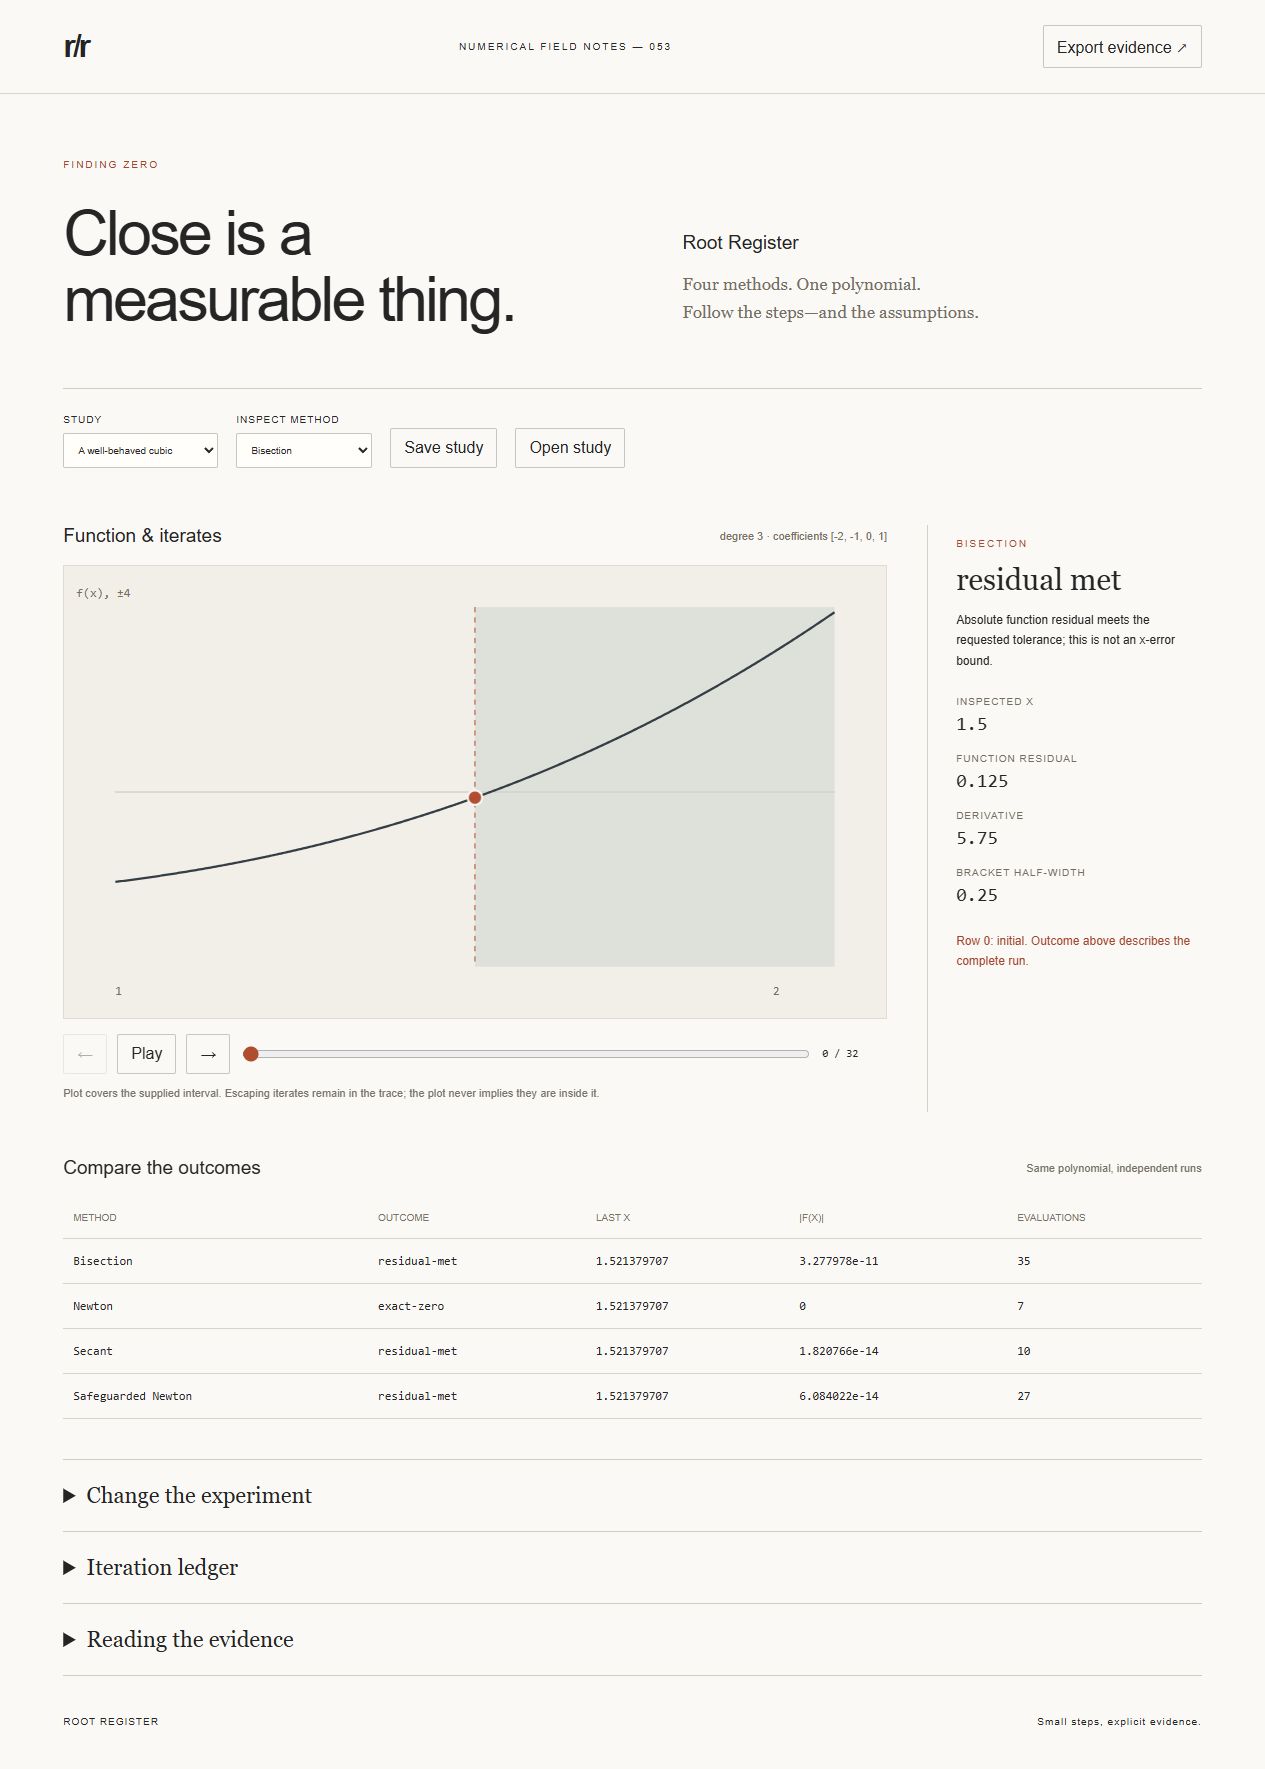 r/r
NUMERICAL FIELD NOTES — 053
Export evidence ↗
FINDING ZERO
Close is a
measurable thing.
Root Register
Four methods. One polynomial.
Follow the steps—and the assumptions.
STUDY
INSPECT METHOD
A well-behaved cubic
Bisection
Save study
Open study
Function & iterates
degree 3 · coefficients [-2, -1, 0, 1]
f(x), ±4
1
2
←
Play
→
0 / 32
Plot covers the supplied interval. Escaping iterates remain in the trace; the plot never implies they are inside it.
BISECTION
residual met
Absolute function residual meets the
requested tolerance; this is not an x-error
bound.
INSPECTED X
1.5
FUNCTION RESIDUAL
0.125
DERIVATIVE
5.75
BRACKET HALF-WIDTH
0.25
Row 0: initial. Outcome above describes the
complete run.
Compare the outcomes
Same polynomial, independent runs
METHOD OUTCOME LAST X |F(X)| EVALUATIONS
Bisection residual-met 1.521379707 3.277978e-11 35
Newton exact-zero 1.521379707 0 7
Secant residual-met 1.521379707 1.820766e-14 10
Safeguarded Newton residual-met 1.521379707 6.084022e-14 27
Change the experiment
Iteration ledger
Reading the evidence
ROOT REGISTER
Small steps, explicit evidence.